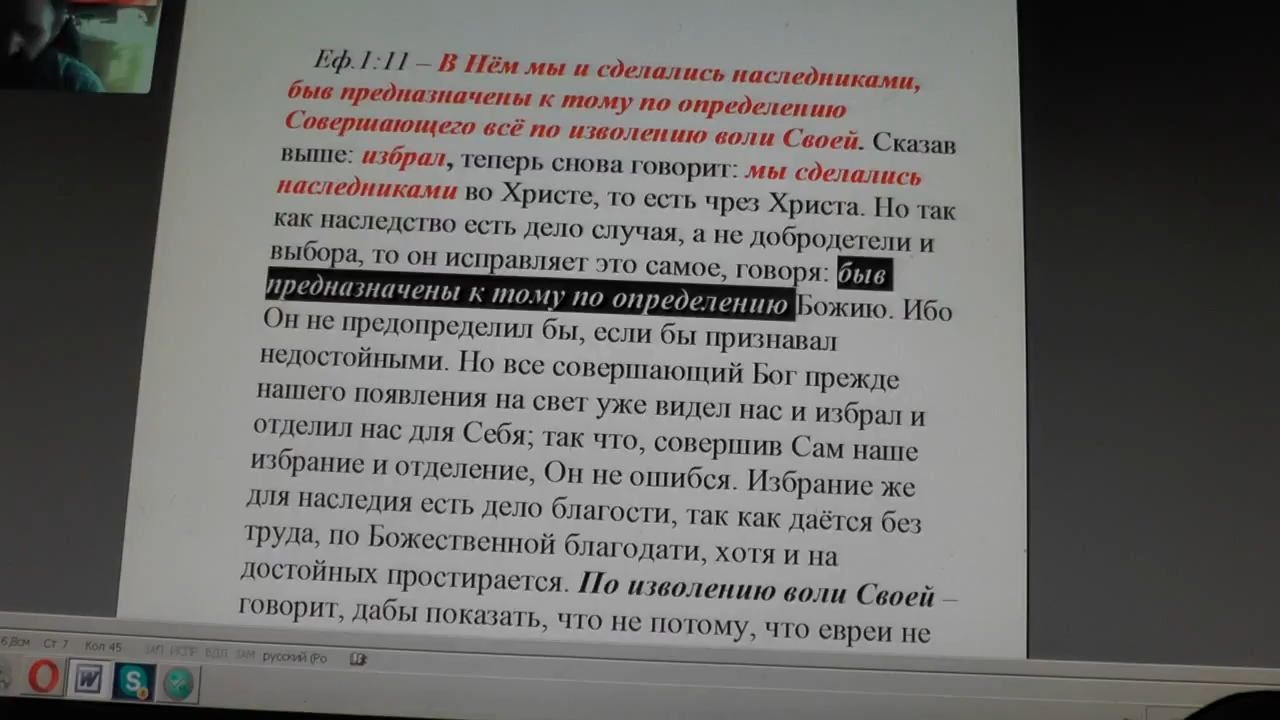 Еф.1:11 – В Нём мы и сделались наследниками,
быв предназначены к тому по определению
Совершающего всё по изволению воли Своей. Сказав
выше: избрал, теперь снова говорит: мы сделались
наследниками во Христе, то есть чрез Христа. Но так
как наследство есть дело случая, а не добродетели и
выбора, то он исправляет это самое, говоря: быв
предназначены к тому по определению Божию. Ибо
Он не предопределил бы, если бы признавал
недостойными. Но все совершающий Бог прежде
нашего появления на свет уже видел нас и избрал и
отделил нас для Себя; так что, совершив Сам наше
избрание и отделение, Он не ошибся. Избрание же
для наследия есть дело благости, так как даётся без
труда, по Божественной благодати, хотя и на
достойных простирается. По изволению воли Своей –
говорит, дабы показать, что не потому, что евреи не
Ст 7 Кол 45 ЗАП ИСПР ВДЛ ЗАМ русский (Ро
W S